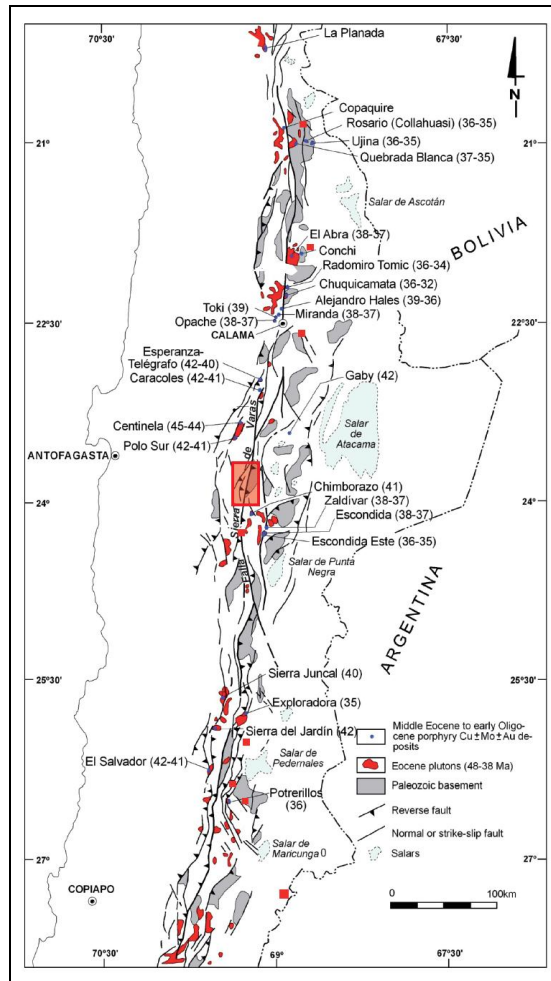 70°30'
67°30'
La Planada
N
Copaquire
Rosario (Collahuasi) (36-35)
21°
Ujina (36-35)
21°
Quebrada Blanca (37-35)
Salar de Ascotán
BOLIVIA
El Abra (38-37)
Conchi
Radomiro Tomic (36-34)
Chuquicamata (36-32)
Toki (39)
Alejandro Hales (39-36)
Opache (38-37)
Miranda (38-37)
22°30'
CALAMA
22°30'
Esperanza-
Telégrafo (42-40)
Caracoles (42-41)
Gaby (42)
Centinela (45-44)
Polo Sur (42-41)
Salar
de
Atacama
ANTOFAGASTA
Falla Sierra de Varas
Chimborazo (41)
24°
Zaldivar (38-37)
24°
Escondida (38-37)
Escondida Este (36-35)
Salar de Punta
Negra
ARGENTINA
25°30'
Sierra Juncal (40)
25°30'
Exploradora (35)
Sierra del Jardín (42)
El Salvador (42-41)
Salar de
Pedernales
Potrerillos
(36)
Salar de
Maricunga 0
27°
27°
COPIAPO
Middle Eocene to early Oligo-
cene porphyry Cu±Mo±Au de-
posits
Eocene plutons (48-38 Ma)
Paleozoic basement
Reverse fault
Normal or strike-slip fault
Salars
0
100km
70°30'
69°
67°30'